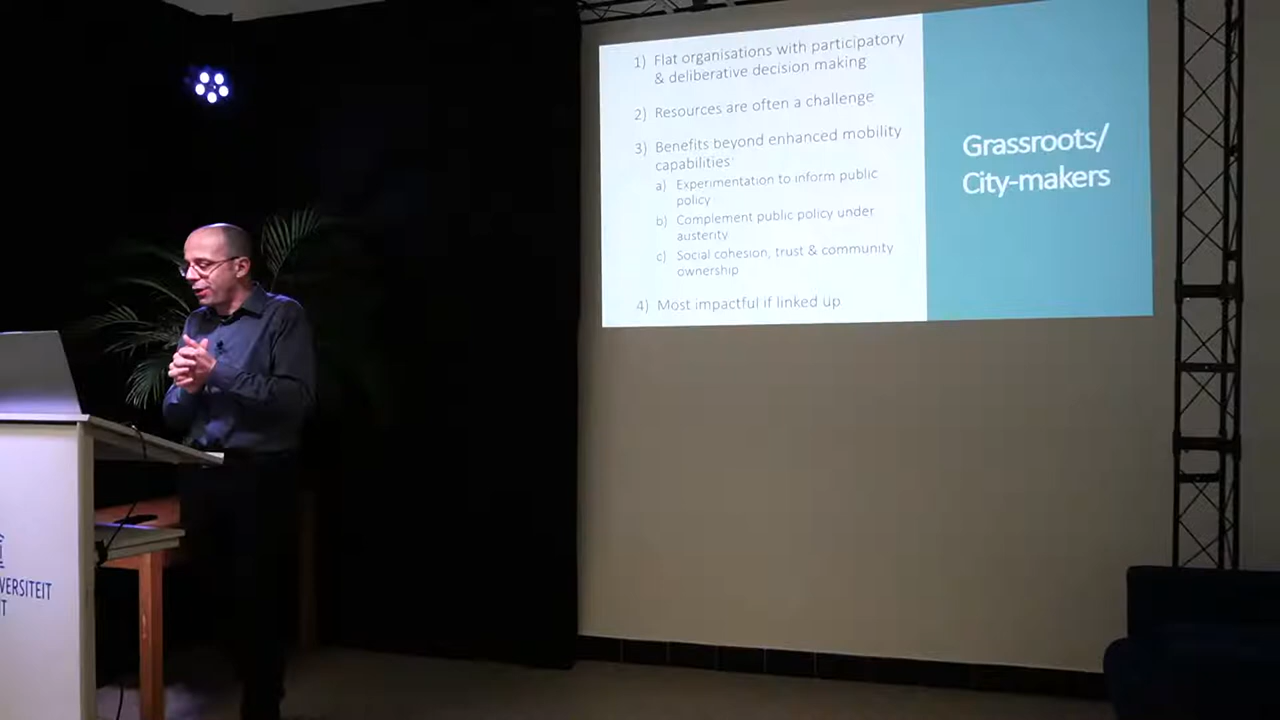 1) Flat organisations with participatory
& deliberative decision making
2) Resources are often a challenge
3) Benefits beyond enhanced mobility
capabilities
a) Experimentation to inform public
policy
b) Complement public policy under
austerity
c) Social cohesion, trust & community
ownership
4) Most impactful if linked up
Grassroots/
City-makers
VERSITEIT
T